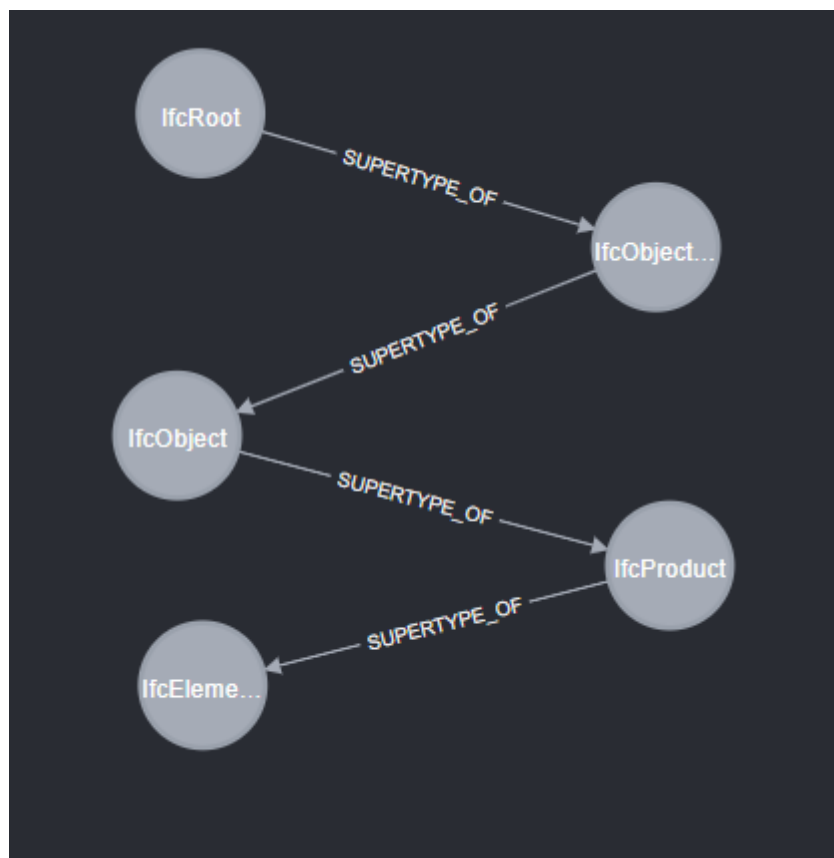 IfcRoot
SUPERTYPE_OF
IfcObject...
SUPERTYPE_OF
IfcObject
SUPERTYPE_OF
IfcProduct
SUPERTYPE_OF
IfcEleme...